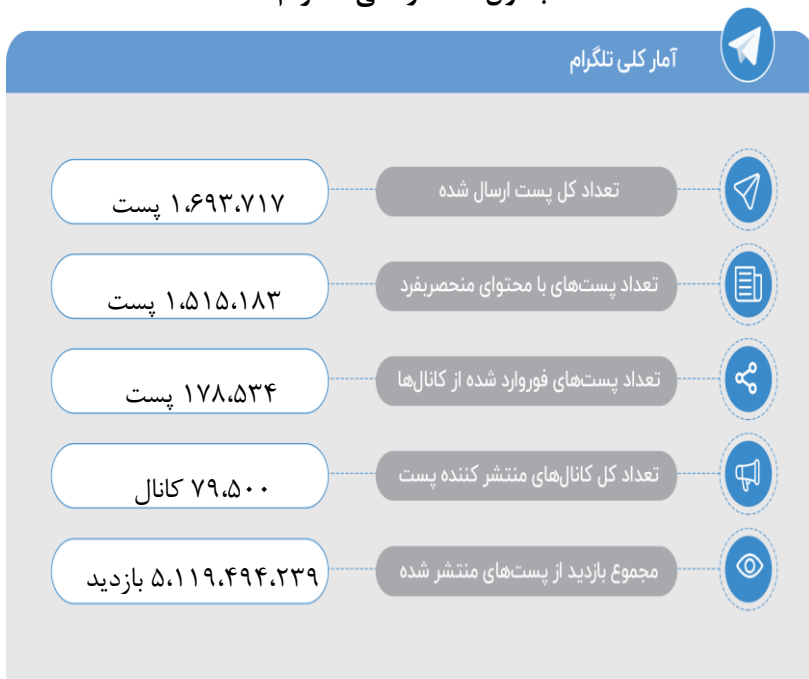 آمار کلی تلگرام
تعداد کل پست ارسال شده
۱،۶۹۳،۷۱۷ پست
تعداد پست‌های با محتوای منحصربفرد
۱،۵۱۵،۱۸۳ پست
تعداد پست‌های فوروارد شده از کانال‌ها
۱۷۸،۵۳۴ پست
تعداد کل کانال‌های منتشر کننده پست
۷۹،۵۰۰ کانال
مجموع بازدید از پست‌های منتشر شده
۵،۱۱۹،۴۹۴،۲۳۹ بازدید